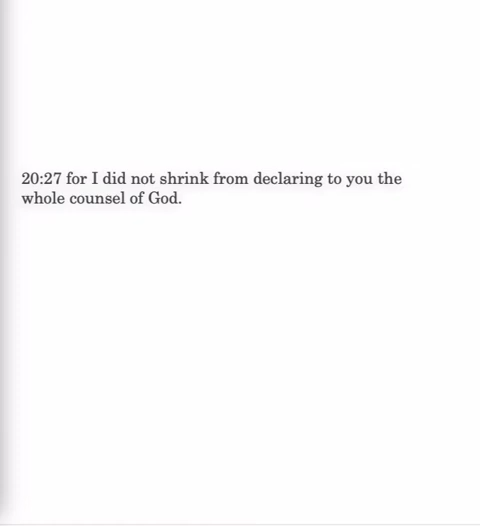 20:27 for I did not shrink from declaring to you the
whole counsel of God.